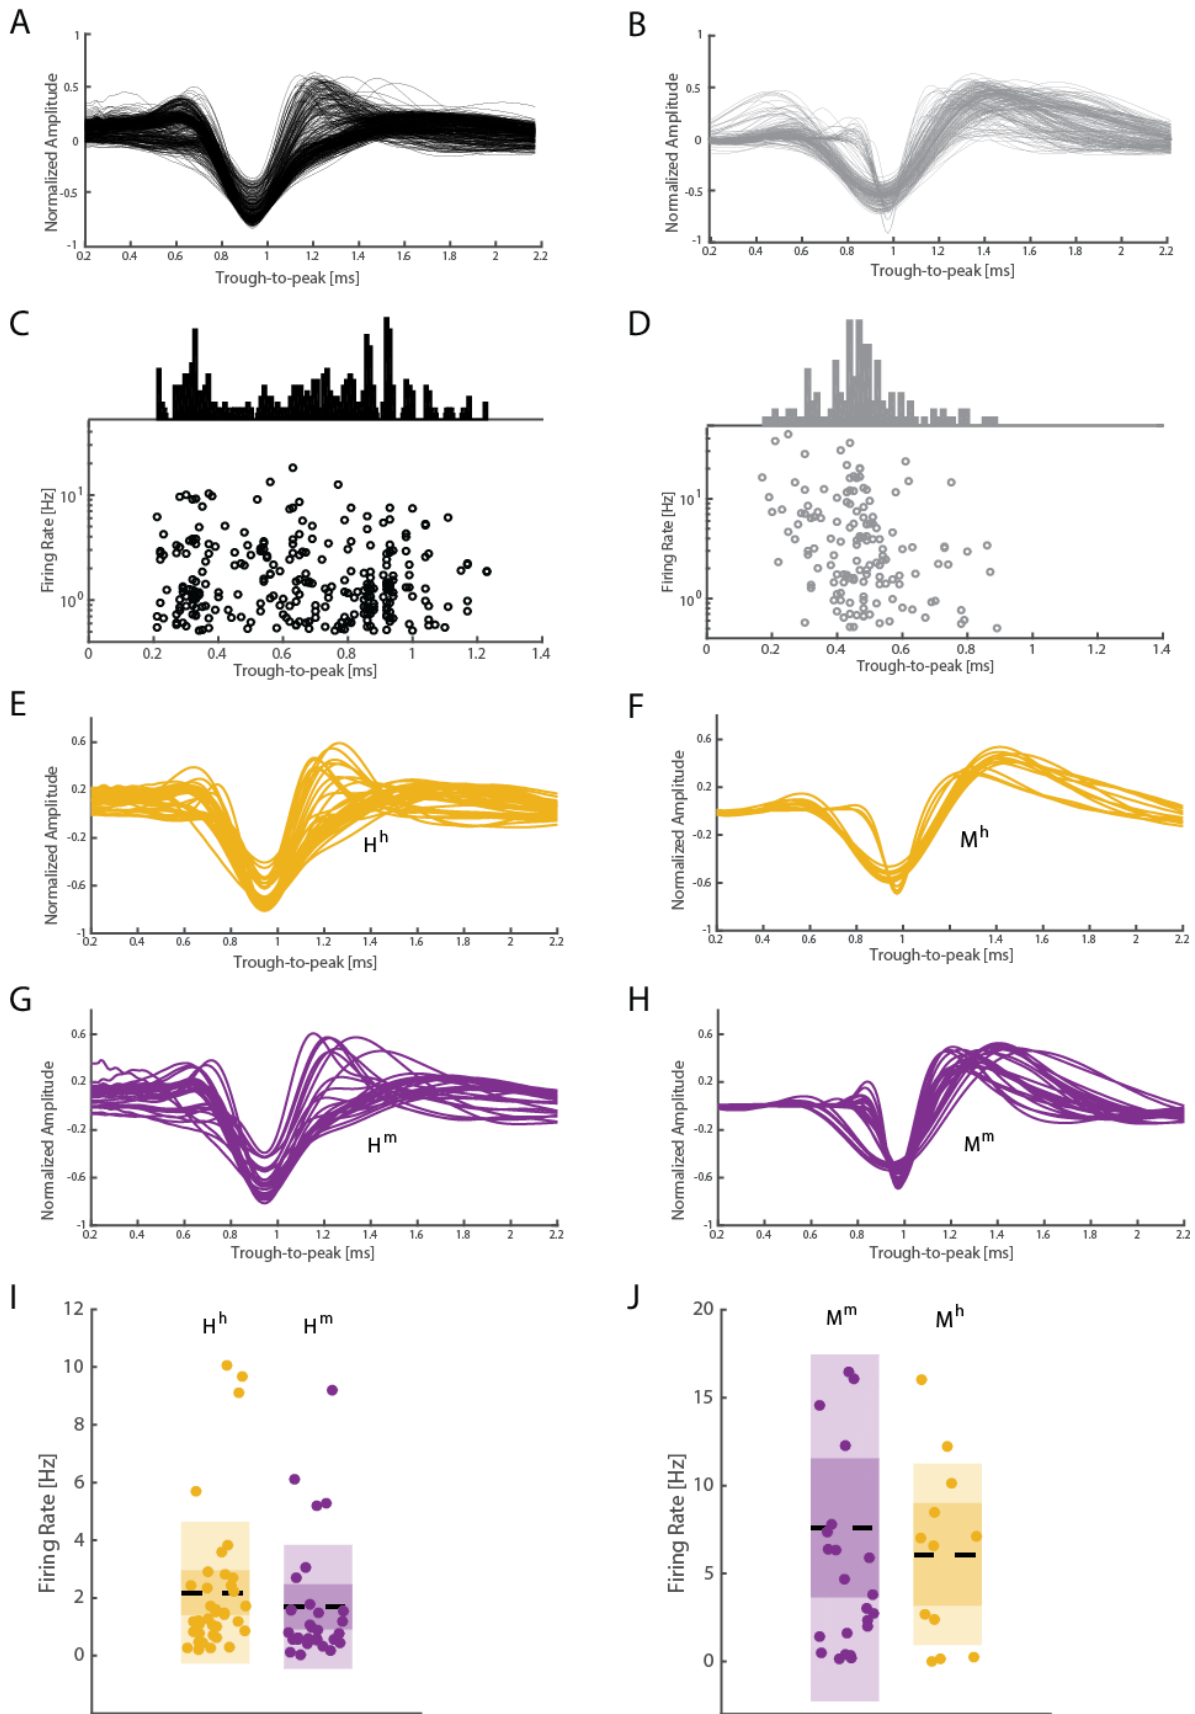 A
B
Normalized Amplitude
1
0.5
0
-0.5
-1
0.2 0.4 0.6 0.8 1 1.2 1.4 1.6 1.8 2 2.2
Trough-to-peak [ms]
Normalized Amplitude
1
0.5
0
-0.5
-1
0.2 0.4 0.6 0.8 1 1.2 1.4 1.6 1.8 2 2.2
Trough-to-peak [ms]
C
D
Firing Rate [Hz]
10^1
10^0
0 0.2 0.4 0.6 0.8 1 1.2 1.4
Trough-to-peak [ms]
Firing Rate [Hz]
10^1
10^0
0 0.2 0.4 0.6 0.8 1 1.2 1.4
Trough-to-peak [ms]
E
F
Normalized Amplitude
0.6
0.2
-0.2
-0.6
-1
H^h
0.2 0.4 0.6 0.8 1 1.2 1.4 1.6 1.8 2 2.2
Trough-to-peak [ms]
Normalized Amplitude
0.6
0.2
-0.2
-0.6
-1
M^h
0.2 0.4 0.6 0.8 1 1.2 1.4 1.6 1.8 2 2.2
Trough-to-peak [ms]
G
H
Normalized Amplitude
0.6
0.2
-0.2
-0.6
-1
H^m
0.2 0.4 0.6 0.8 1 1.2 1.4 1.6 1.8 2 2.2
Trough-to-peak [ms]
Normalized Amplitude
0.6
0.2
-0.2
-0.6
-1
M^m
0.2 0.4 0.6 0.8 1 1.2 1.4 1.6 1.8 2 2.2
Trough-to-peak [ms]
I
J
Firing Rate [Hz]
12
10
8
6
4
2
0
H^h H^m
Firing Rate [Hz]
20
15
10
5
0
M^m M^h